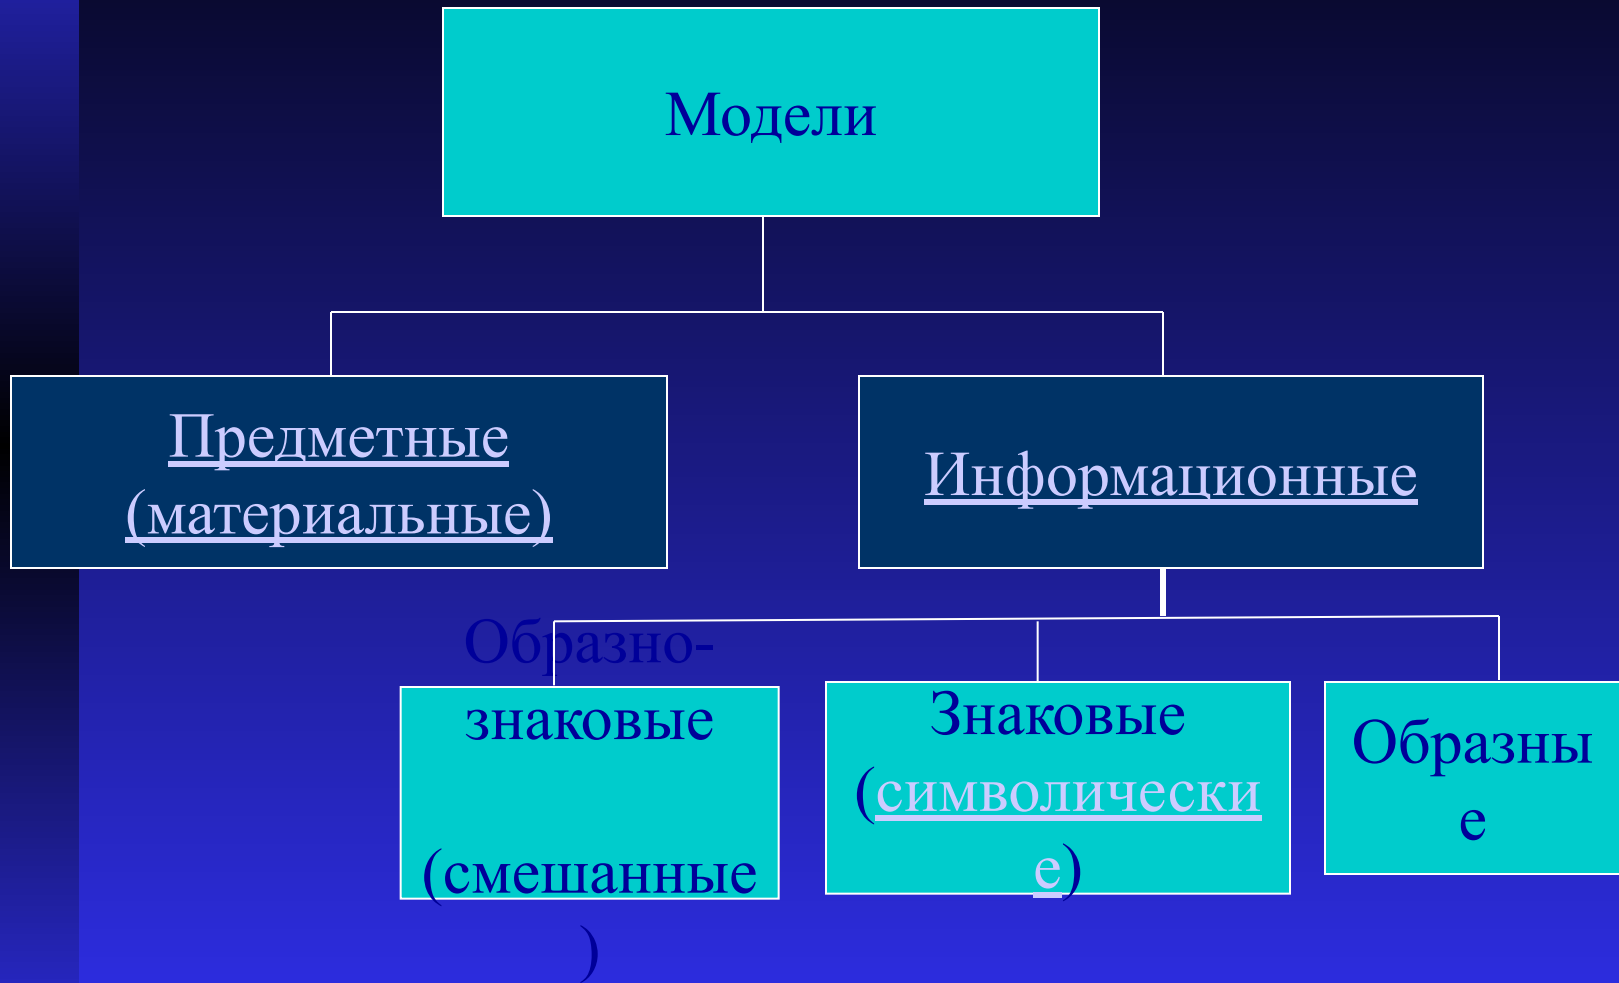 Модели
Предметные
(материальные)
Информационные
Образно-
знаковые
(смешанные
)
Знаковые
(символически
е)
Образны
е